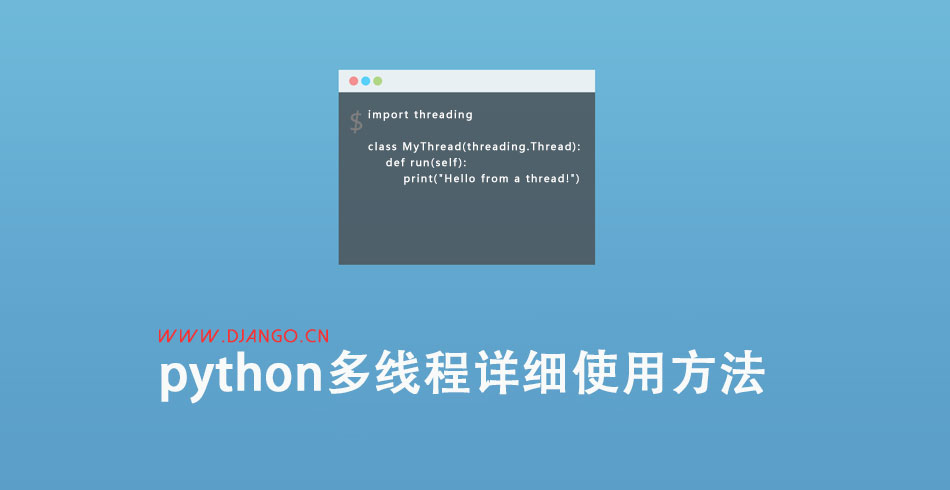 $
import threading
class MyThread(threading.Thread):
def run(self):
print("Hello from a thread!")
WWW.DJANGO.CN
python多线程详细使用方法